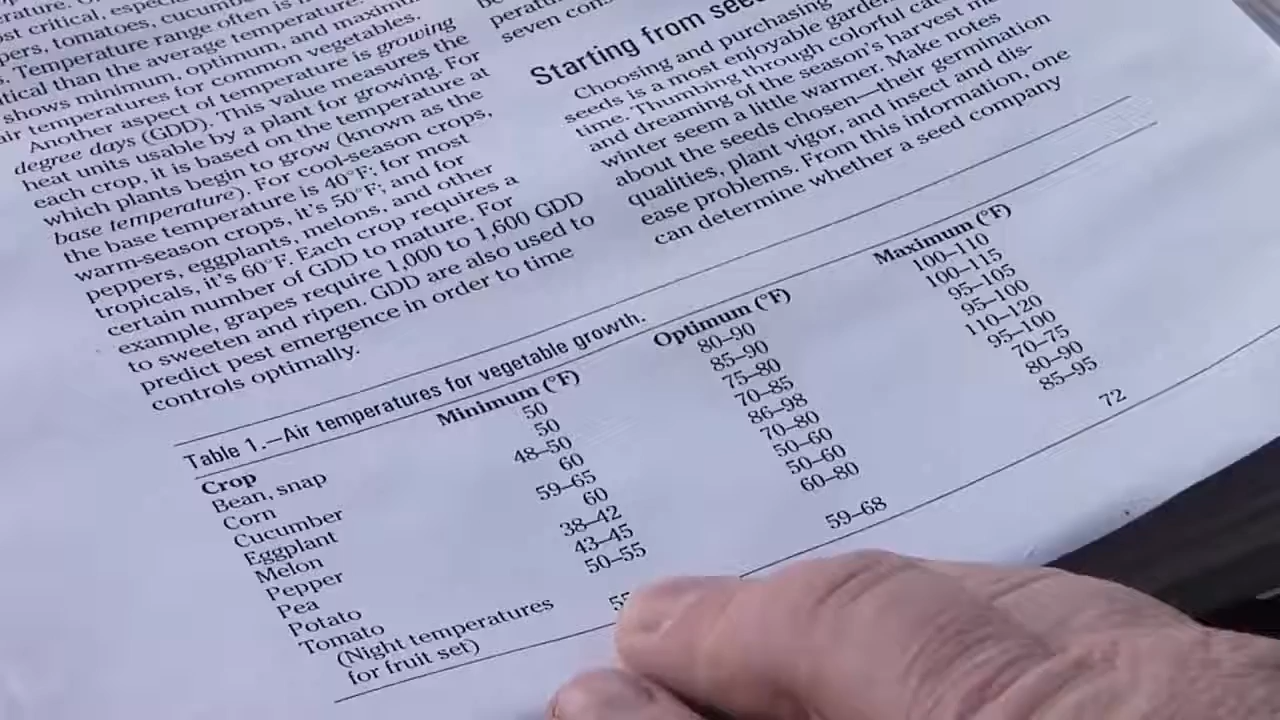 st critical, especi
pers, tomatoes, cucumbe
Temperature range often is
tical than the average temperature.
shows minimum, optimum, and maximu
air temperatures for common vegetables.
Another aspect of temperature is growing
degree days (GDD). This value measures the
heat units usable by a plant for growing. For
each crop, it is based on the temperature at
which plants begin to grow (known as the
base temperature). For cool-season crops,
the base temperature is 40°F; for most
warm-season crops, it's 50°F; and for
peppers, eggplants, melons, and other
tropicals, it's 60°F. Each crop requires a
certain number of GDD to mature. For
example, grapes require 1,000 to 1,600 GDD
to sweeten and ripen. GDD are also used to
predict pest emergence in order to time
controls optimally.
seven cons
Starting from see
Choosing and purchasing
seeds is a most enjoyable garde
time. Thumbing through colorful cat
and dreaming of the season's harvest m
winter seem a little warmer. Make notes
about the seeds chosen—their germination
qualities, plant vigor, and insect and dis-
ease problems. From this information, one
can determine whether a seed company
Table 1.—Air temperatures for vegetable growth.
Crop Minimum (°F) Optimum (°F) Maximum (°F)
Bean, snap 50 80–90 100–110
Corn 50 85–90 100–115
Cucumber 48–50 75–80 95–105
Eggplant 60 70–85 95–100
Melon 59–65 86–98 110–120
Pepper 60 70–80 95–100
Pea 38–42 50–60 70–75
Potato 43–45 50–60 80–90
Tomato 50–55 60–80 85–95
(Night temperatures 59–68 72
for fruit set)